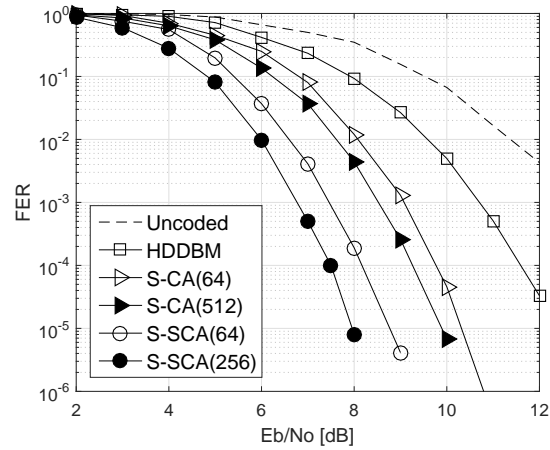 10^0
10^-1
10^-2
10^-3
10^-4
10^-5
10^-6
FER
Uncoded
HDDBM
S-CA(64)
S-CA(512)
S-SCA(64)
S-SCA(256)
2 4 6 8 10 12
Eb/No [dB]